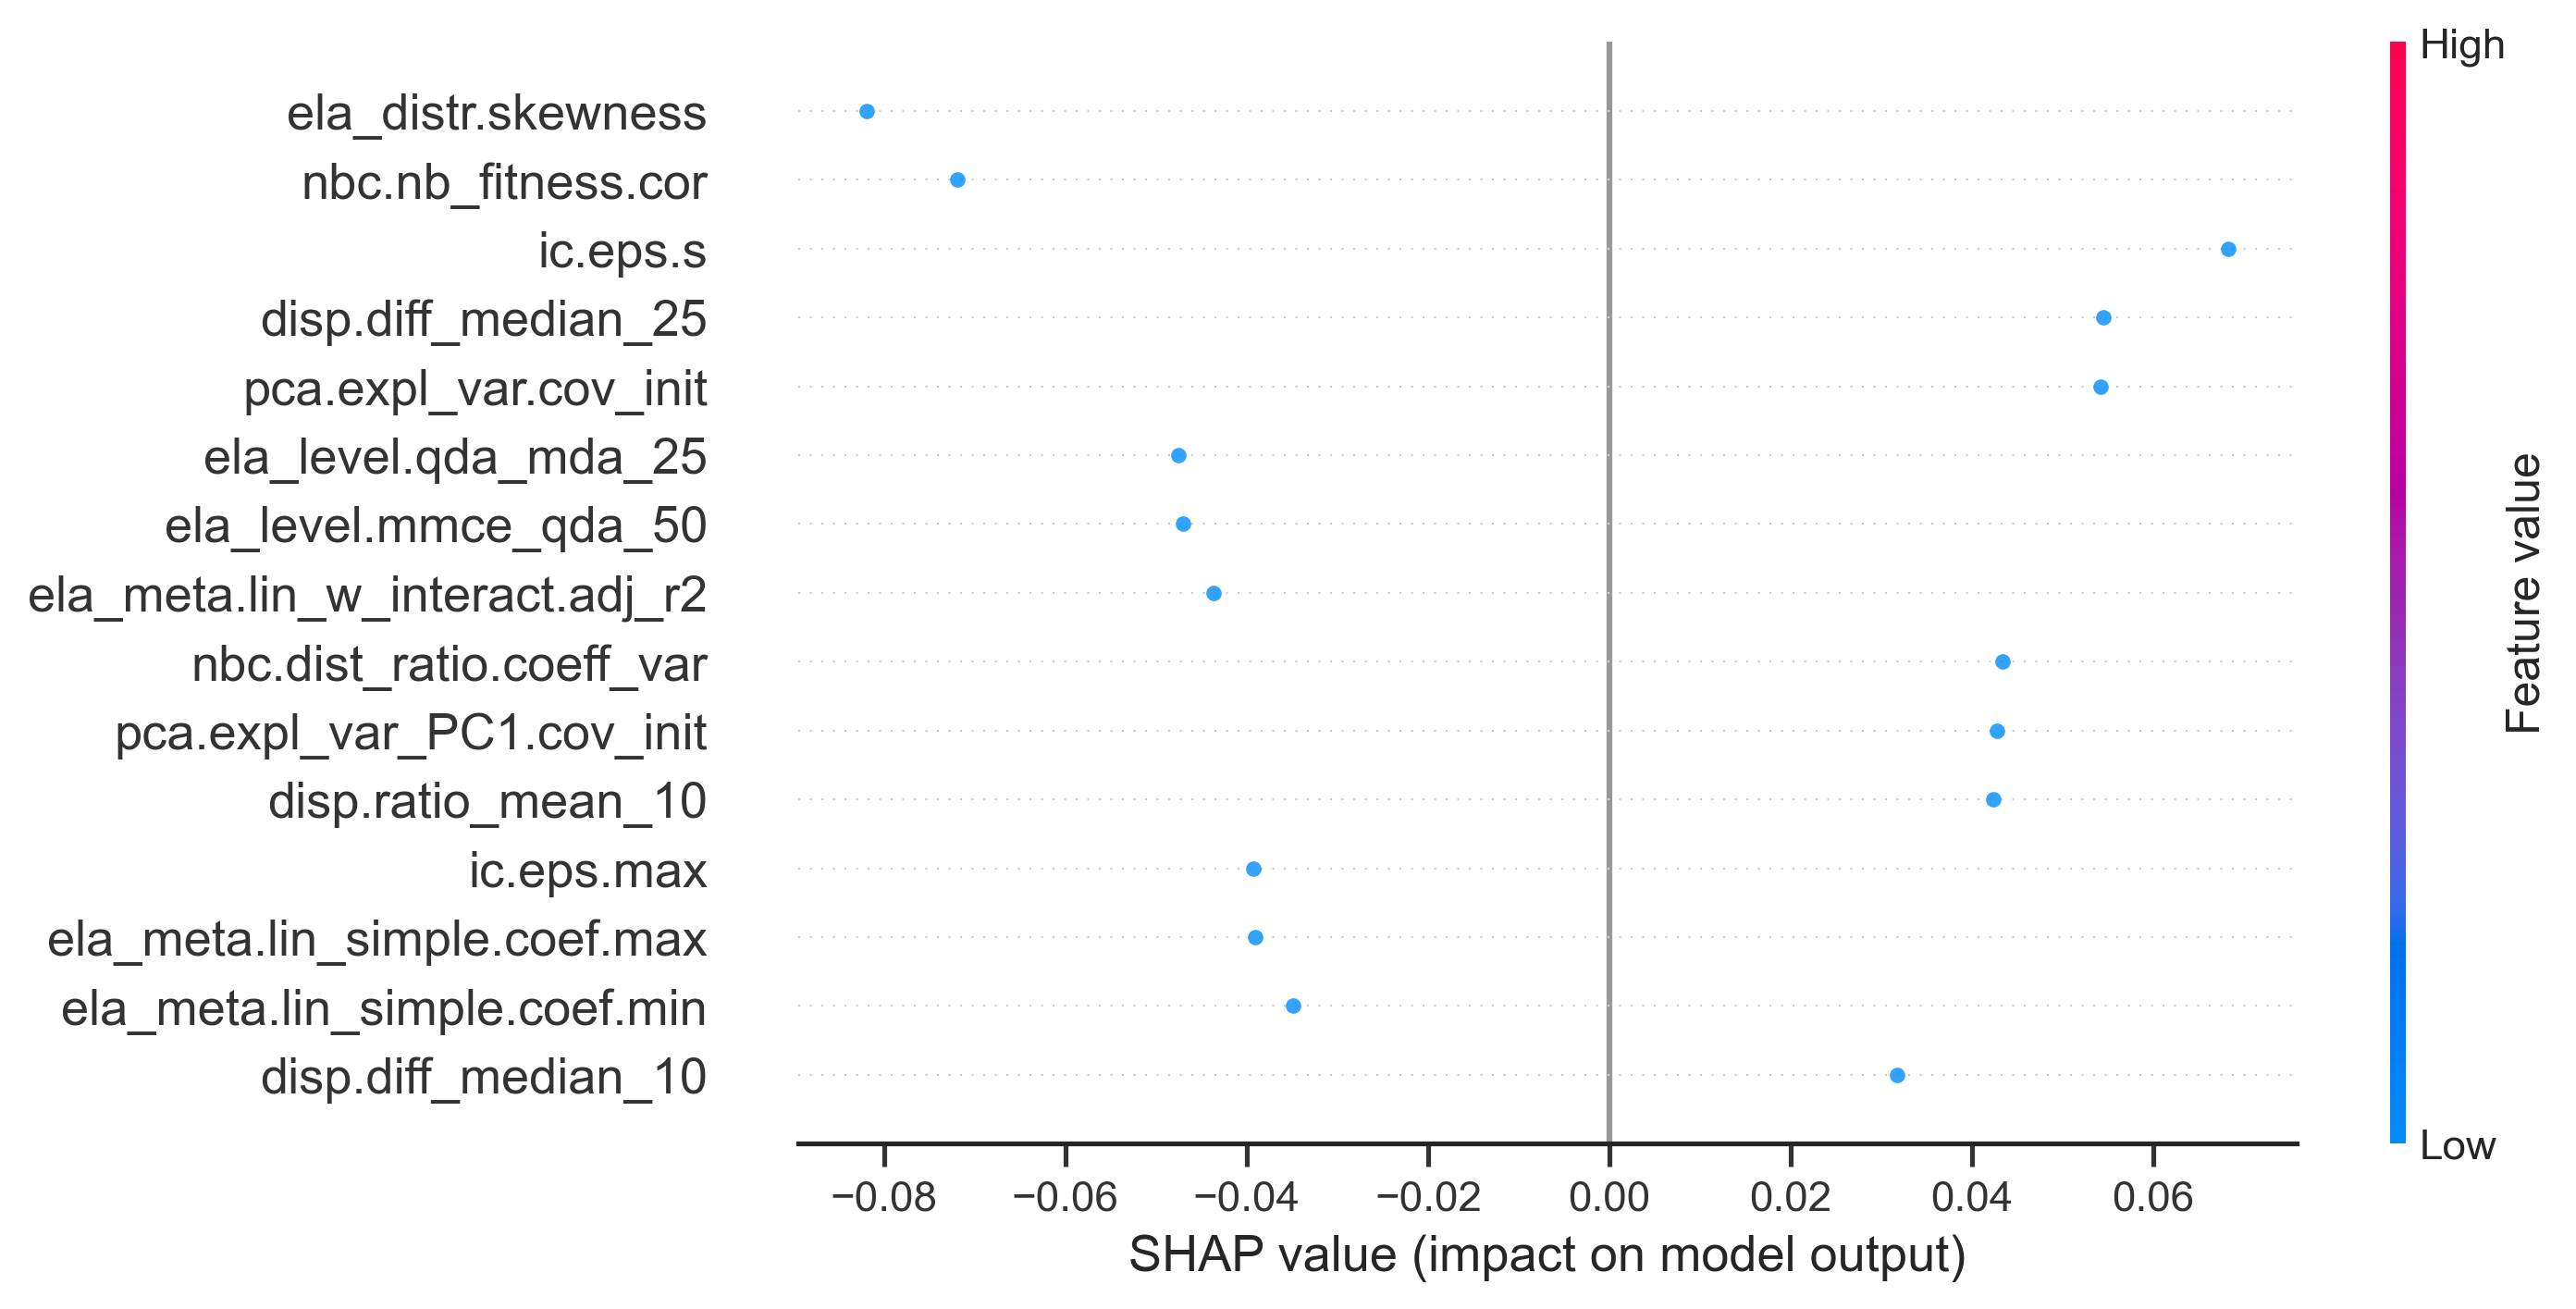 High
ela_distr.skewness
nbc.nb_fitness.cor
ic.eps.s
disp.diff_median_25
pca.expl_var.cov_init
ela_level.qda_mda_25
ela_level.mmce_qda_50
ela_meta.lin_w_interact.adj_r2
nbc.dist_ratio.coeff_var
pca.expl_var_PC1.cov_init
disp.ratio_mean_10
ic.eps.max
ela_meta.lin_simple.coef.max
ela_meta.lin_simple.coef.min
disp.diff_median_10
Feature value
Low
−0.08 −0.06 −0.04 −0.02 0.00 0.02 0.04 0.06
SHAP value (impact on model output)